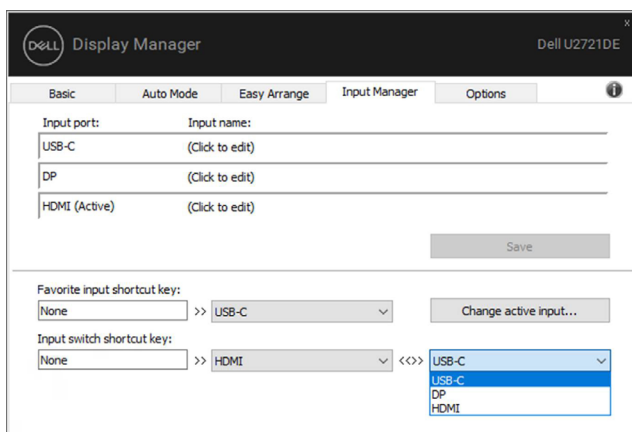 x
DELL Display Manager Dell U2721DE
Basic Auto Mode Easy Arrange Input Manager Options i
Input port: Input name:
USB-C (Click to edit)
DP (Click to edit)
HDMI (Active) (Click to edit)
Save
Favorite input shortcut key:
None >> USB-C Change active input...
Input switch shortcut key:
None >> HDMI <<>> USB-C
USB-C
DP
HDMI